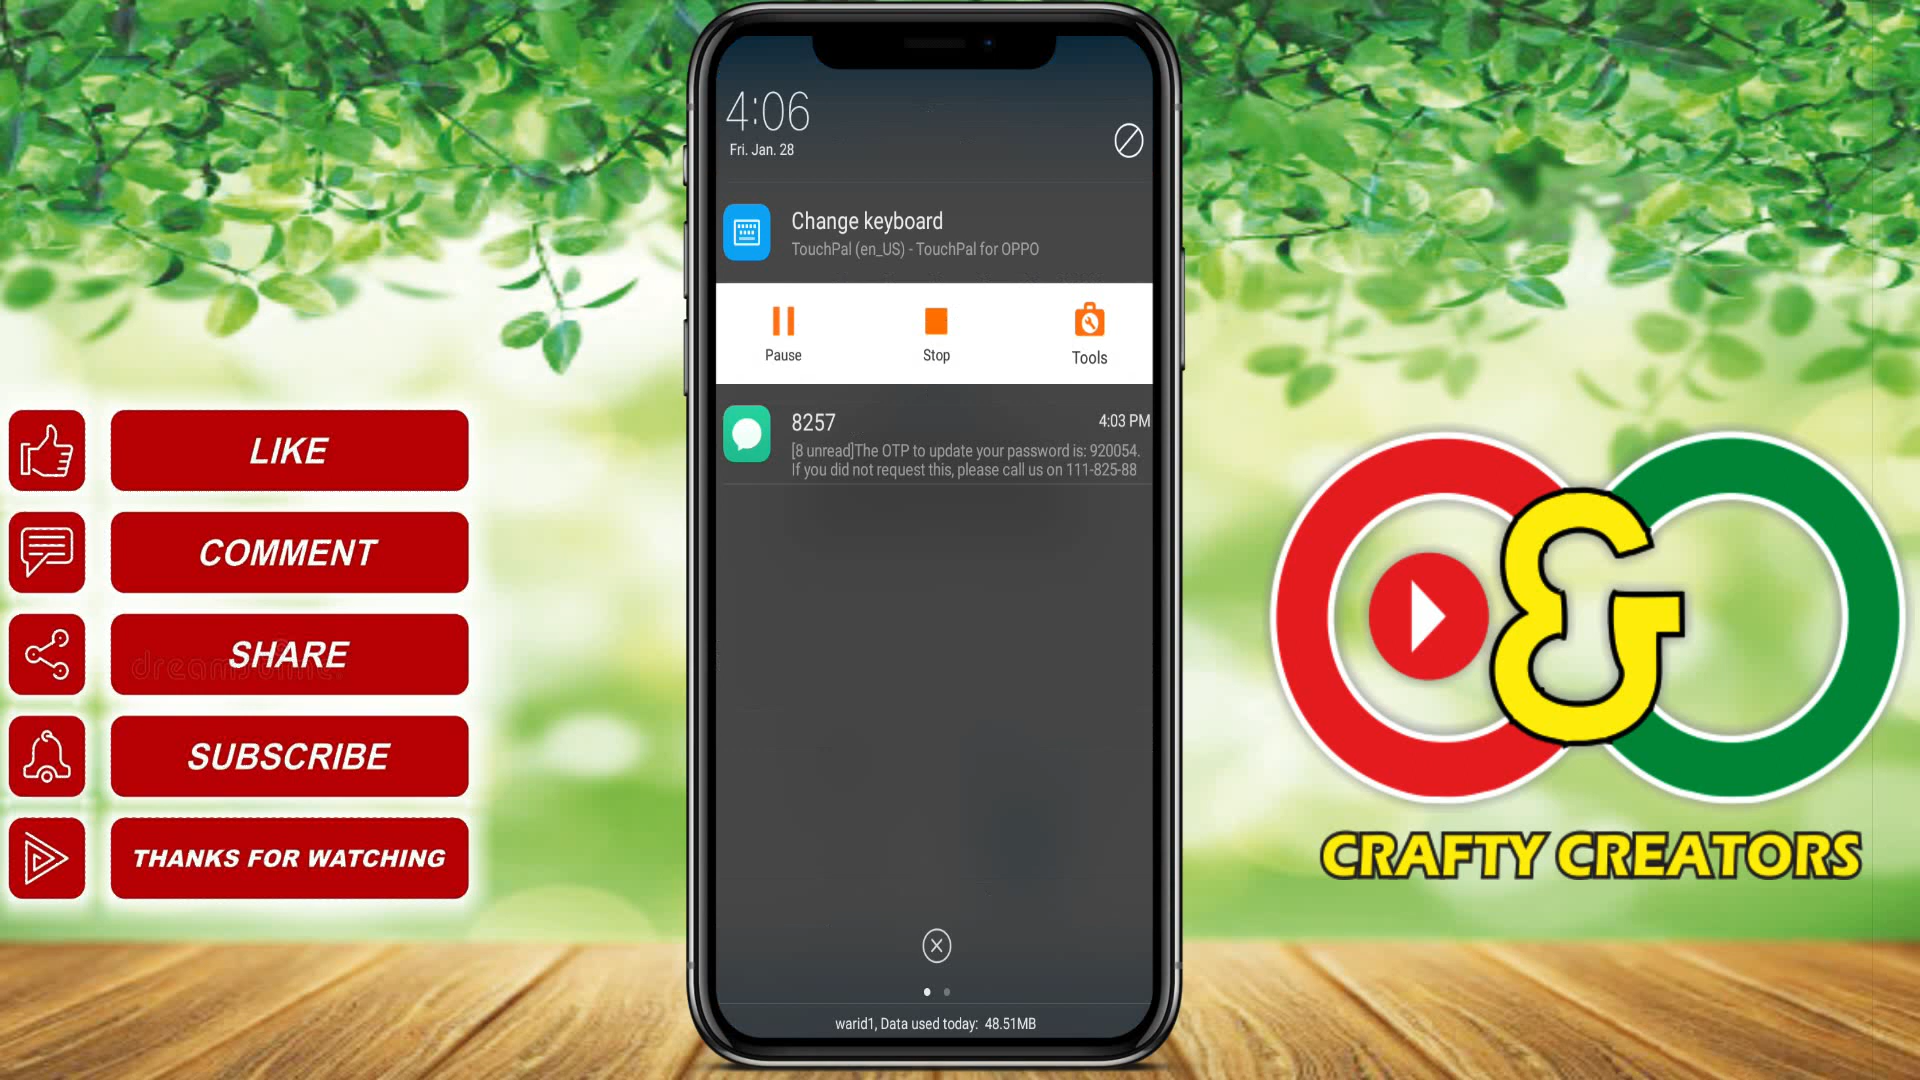 4:06
Fri. Jan. 28
Change keyboard
TouchPal (en_US) - TouchPal for OPPO
Pause
Stop
Tools
8257
4:03 PM
[8 unread]The OTP to update your password is: 920054.
If you did not request this, please call us on 111-825-88
warid1, Data used today: 48.51MB
LIKE
COMMENT
SHARE
dreamstime
SUBSCRIBE
THANKS FOR WATCHING
&
CRAFTY CREATORS